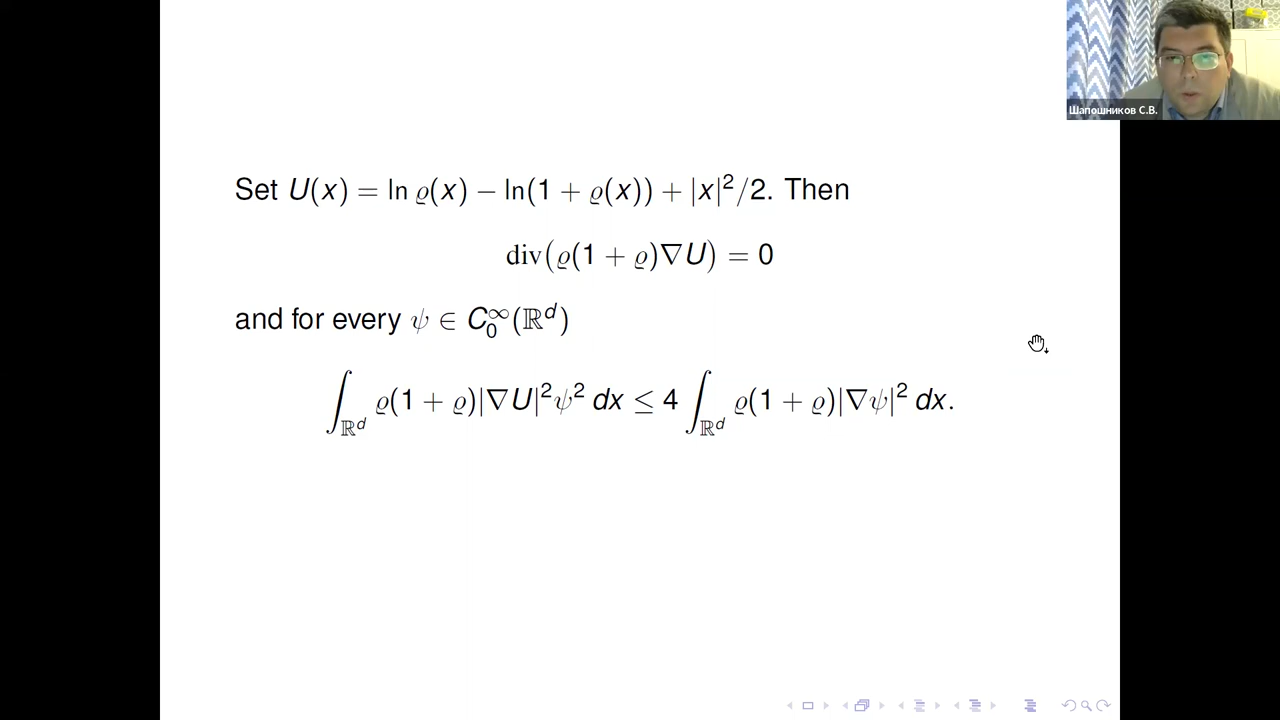 Шапошников С.В.
Set U(x) = ln ϱ(x) − ln(1 + ϱ(x)) + |x|²/2. Then
div(ϱ(1 + ϱ)∇U) = 0
and for every ψ ∈ C₀^∞(ℝ^d)
∫_{ℝ^d} ϱ(1 + ϱ)|∇U|²ψ² dx ≤ 4 ∫_{ℝ^d} ϱ(1 + ϱ)|∇ψ|² dx.